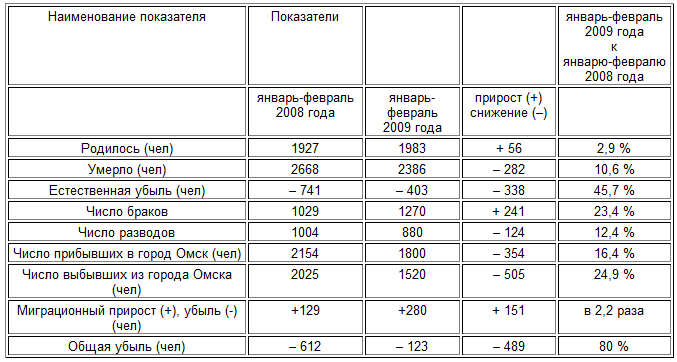 Наименование показателя
Показатели
январь-февраль
2009 года
к
январю-февралю
2008 года
январь-февраль
2008 года
январь-
февраль
2009 года
прирост (+)
снижение (–)
Родилось (чел) 1927 1983 + 56 2,9 %
Умерло (чел) 2668 2386 – 282 10,6 %
Естественная убыль (чел) – 741 – 403 – 338 45,7 %
Число браков 1029 1270 + 241 23,4 %
Число разводов 1004 880 – 124 12,4 %
Число прибывших в город Омск (чел) 2154 1800 – 354 16,4 %
Число выбывших из города Омска
(чел)
2025 1520 – 505 24,9 %
Миграционный прирост (+), убыль (-)
(чел)
+129 +280 + 151 в 2,2 раза
Общая убыль (чел) – 612 – 123 – 489 80 %